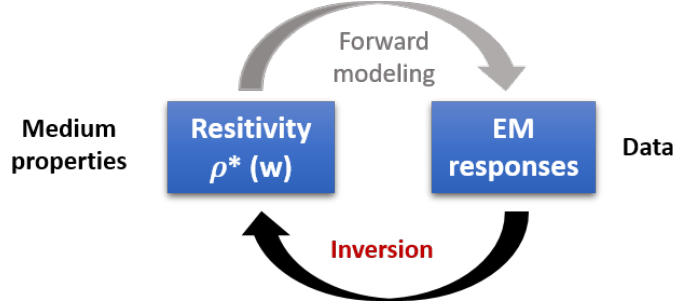 Forward
modeling
Medium
properties
Resitivity
ρ* (w)
EM
responses
Data
Inversion